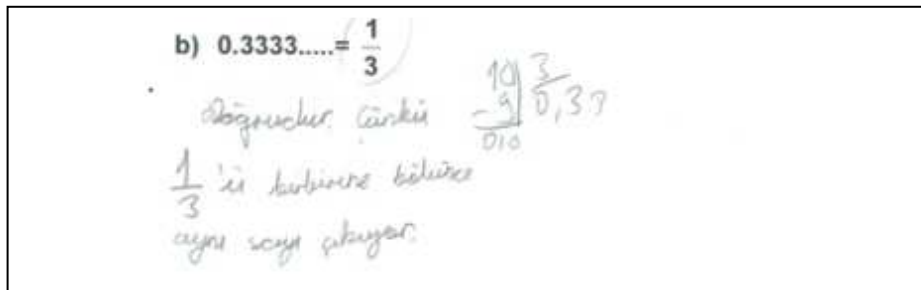 b) 0.3333.....= 1/3
Doğrudur. Çünkü
1/3 'ü birbirine bölünce
aynı sayı çıkıyor.
10 | 3
- 9 | 0,33
010